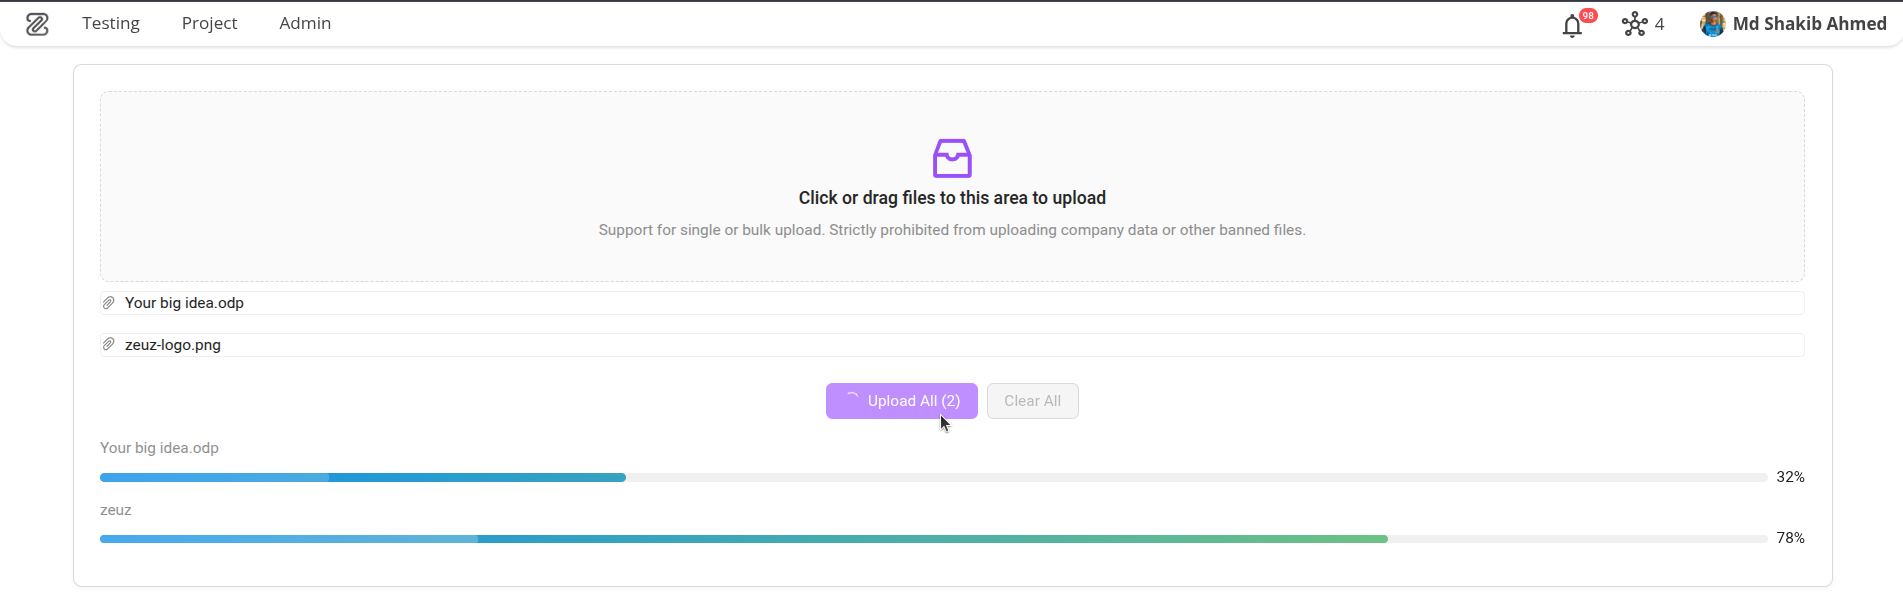 Testing Project Admin 98 4 Md Shakib Ahmed
Click or drag files to this area to upload
Support for single or bulk upload. Strictly prohibited from uploading company data or other banned files.
Your big idea.odp
zeuz-logo.png
Upload All (2) Clear All
Your big idea.odp
32%
zeuz
78%